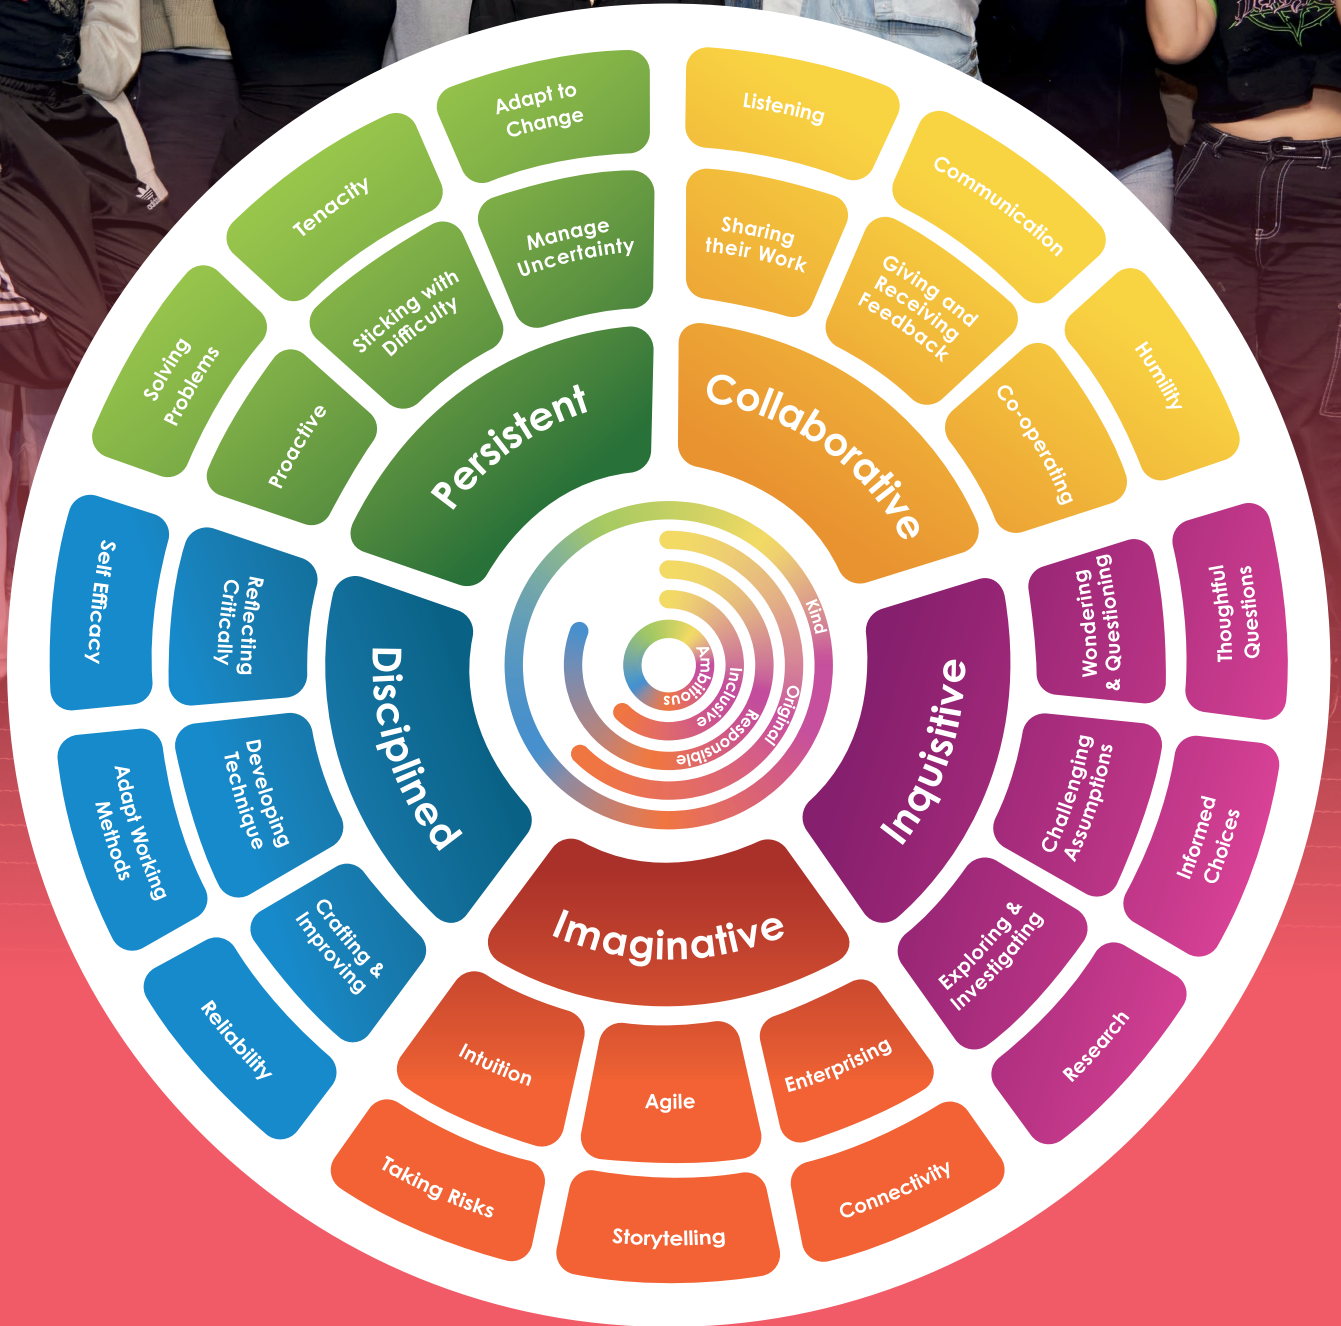 Adapt to
Change
Tenacity
Solving
Problems
Manage
Uncertainty
Sticking with
Difficulty
Proactive
Persistent
Listening
Communication
Humility
Sharing
their Work
Giving and
Receiving
Feedback
Co-operating
Collaborative
Thoughtful
Questions
Informed
Choices
Research
Wondering
& Questioning
Challenging
Assumptions
Exploring &
Investigating
Inquisitive
Imaginative
Enterprising
Agile
Intuition
Connectivity
Storytelling
Taking Risks
Disciplined
Reflecting
Critically
Developing
Technique
Crafting &
Improving
Self Efficacy
Adapt Working
Methods
Reliability
Kind
Original
Responsible
Inclusive
Ambitious